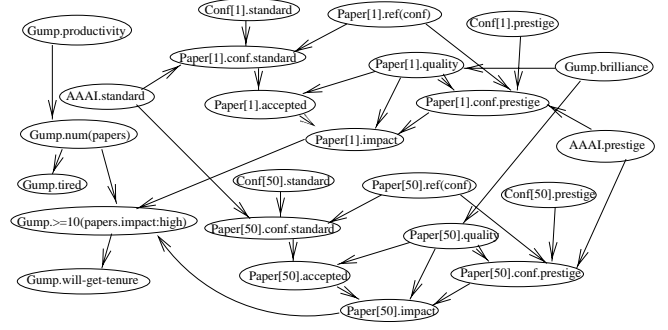 Conf[1].standard
Paper[1].ref(conf)
Gump.productivity
Conf[1].prestige
Paper[1].conf.standard
Paper[1].quality
Gump.brilliance
AAAI.standard
Paper[1].accepted
Paper[1].conf.prestige
Gump.num(papers)
Paper[1].impact
AAAI.prestige
Gump.tired
Conf[50].standard
Paper[50].ref(conf)
Conf[50].prestige
Gump.>=10(papers.impact:high)
Paper[50].conf.standard
Paper[50].quality
Gump.will-get-tenure
Paper[50].accepted
Paper[50].conf.prestige
Paper[50].impact